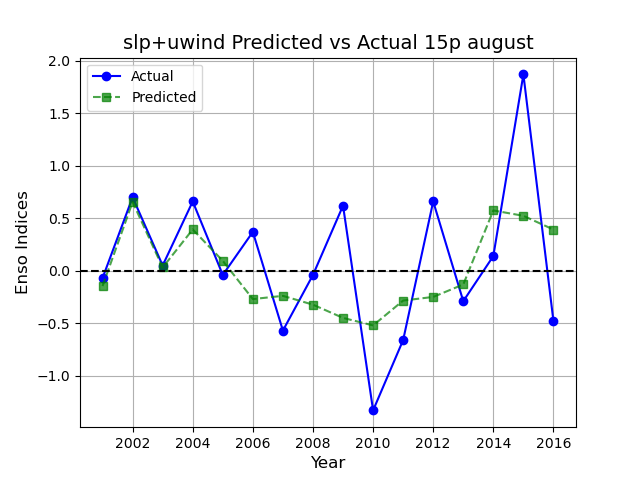 slp+uwind Predicted vs Actual 15p august
Actual
Predicted
Enso Indices
2.0
1.5
1.0
0.5
0.0
−0.5
−1.0
2002 2004 2006 2008 2010 2012 2014 2016
Year